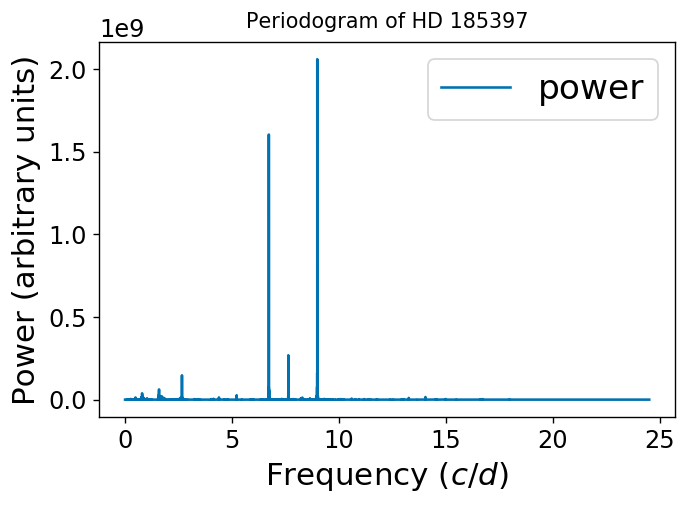 Periodogram of HD 185397
1e9
power
2.0
1.5
1.0
0.5
0.0
Power (arbitrary units)
0 5 10 15 20 25
Frequency (c/d)